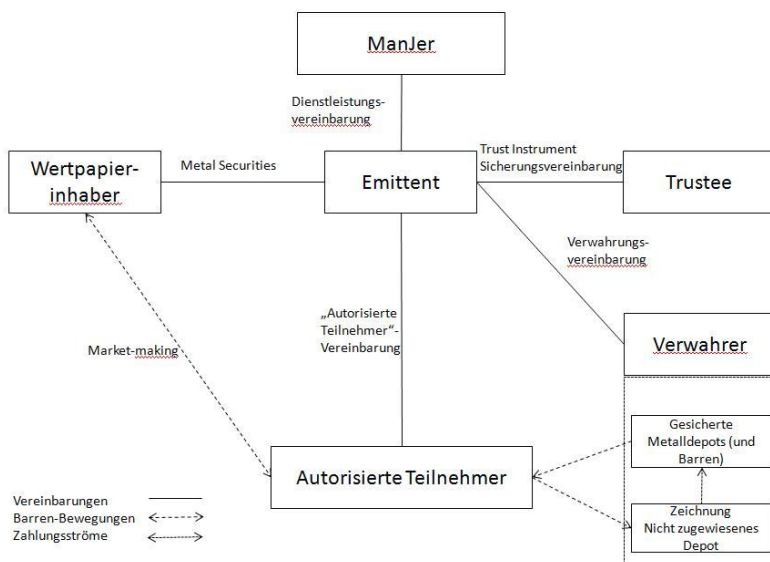 ManJer
Dienstleistungs-
vereinbarung
Wertpapier-
inhaber
Metal Securities
Emittent
Trust Instrument
Sicherungsvereinbarung
Trustee
Verwahrungs-
vereinbarung
„Autorisierte
Teilnehmer“-
Vereinbarung
Market-making
Verwahrer
Gesicherte
Metalldepots (und
Barren)
Autorisierte Teilnehmer
Zeichnung
Nicht zugewiesenes
Depot
Vereinbarungen
Barren-Bewegungen
Zahlungsströme